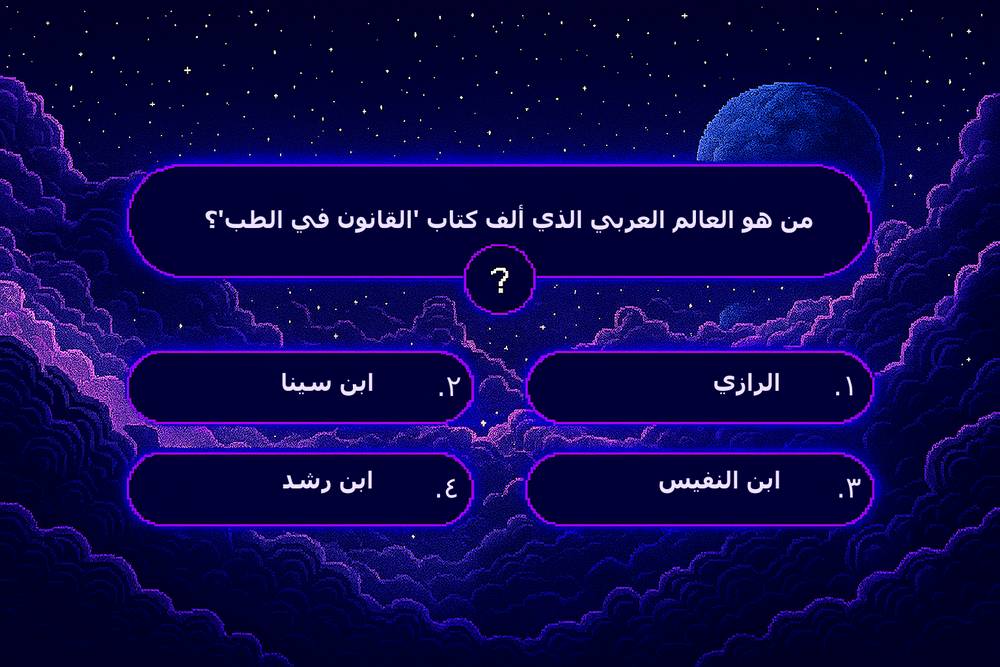 من هو العالم العربي الذي ألف كتاب 'القانون في الطب'؟
?
١. الرازي
٢. ابن سينا
٣. ابن النفيس
٤. ابن رشد